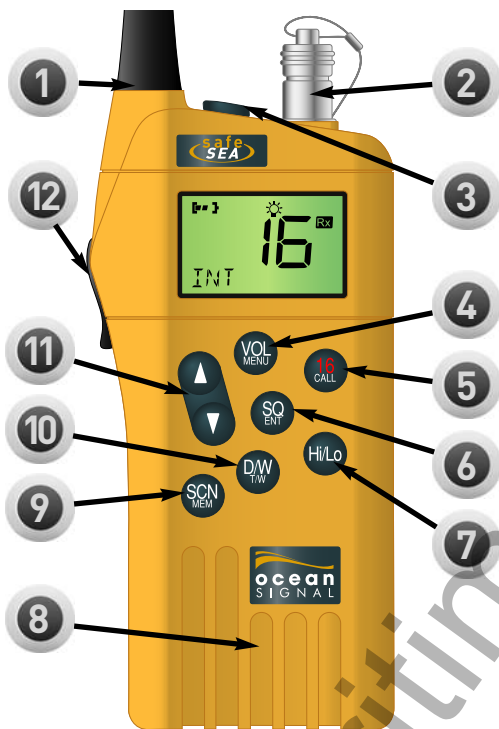 1
2
safe
SEA
3
12
16
Rx
INT
4
VOL
MENU
11
16
CALL
5
SQ
ENT
10
D/W
T/W
Hi/Lo
6
SCN
MEM
9
7
ocean
SIGNAL
8